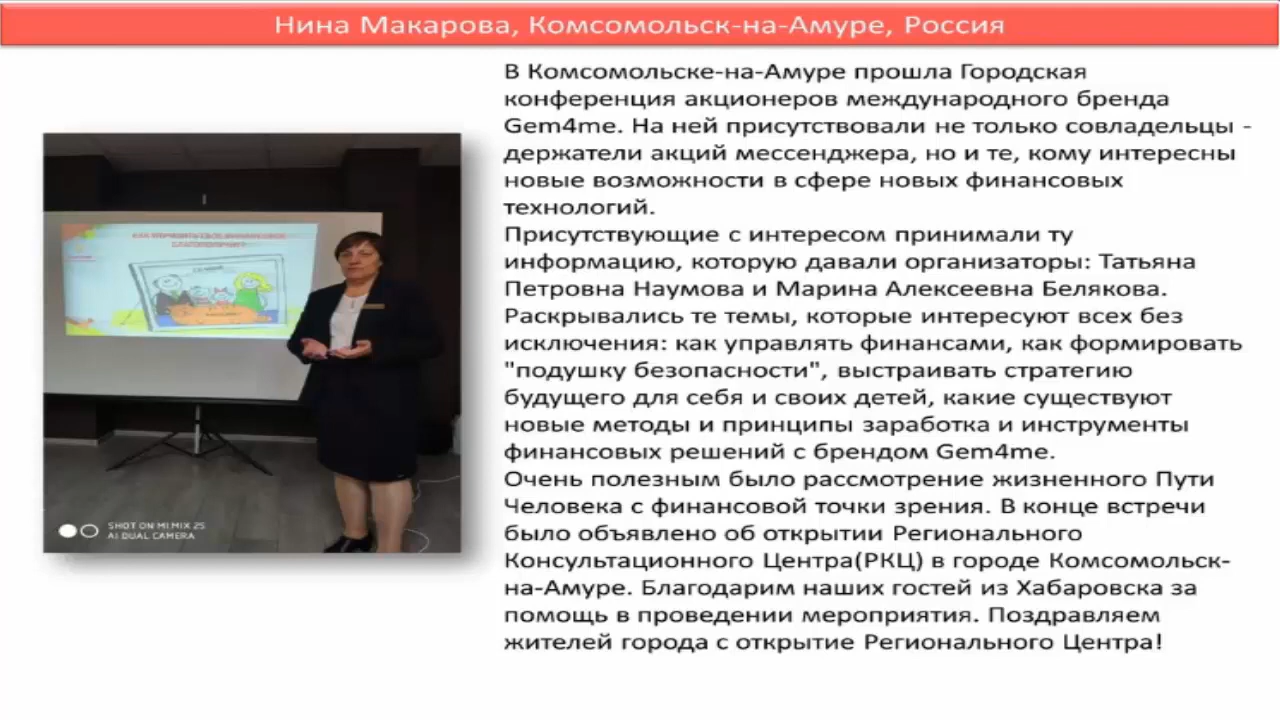 Нина Макарова, Комсомольск-на-Амуре, Россия
В Комсомольске-на-Амуре прошла Городская
конференция акционеров международного бренда
Gem4me. На ней присутствовали не только совладельцы -
держатели акций мессенджера, но и те, кому интересны
новые возможности в сфере новых финансовых
технологий.
Присутствующие с интересом принимали ту
информацию, которую давали организаторы: Татьяна
Петровна Наумова и Марина Алексеевна Белякова.
Раскрывались те темы, которые интересуют всех без
исключения: как управлять финансами, как формировать
"подушку безопасности", выстраивать стратегию
будущего для себя и своих детей, какие существуют
новые методы и принципы заработка и инструменты
финансовых решений с брендом Gem4me.
Очень полезным было рассмотрение жизненного Пути
Человека с финансовой точки зрения. В конце встречи
было объявлено об открытии Регионального
Консультационного Центра(РКЦ) в городе Комсомольск-
на-Амуре. Благодарим наших гостей из Хабаровска за
помощь в проведении мероприятия. Поздравляем
жителей города с открытие Регионального Центра!
SHOT ON MI MIX 2S
AI DUAL CAMERA